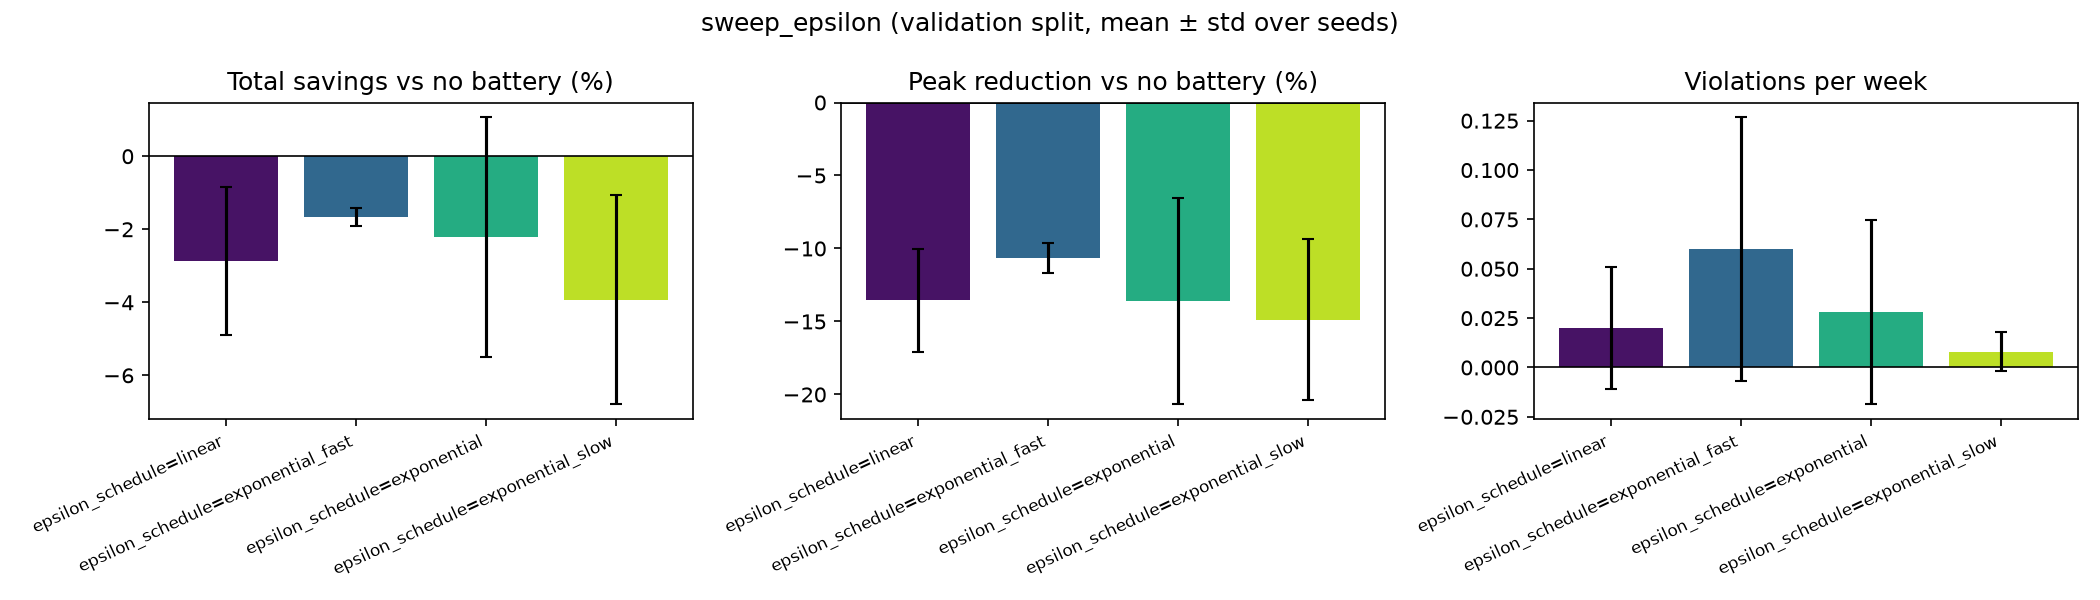 sweep_epsilon (validation split, mean ± std over seeds)
Total savings vs no battery (%)
0
−2
−4
−6
epsilon_schedule=linear
epsilon_schedule=exponential_fast
epsilon_schedule=exponential
epsilon_schedule=exponential_slow
Peak reduction vs no battery (%)
0
−5
−10
−15
−20
epsilon_schedule=linear
epsilon_schedule=exponential_fast
epsilon_schedule=exponential
epsilon_schedule=exponential_slow
Violations per week
0.125
0.100
0.075
0.050
0.025
0.000
−0.025
epsilon_schedule=linear
epsilon_schedule=exponential_fast
epsilon_schedule=exponential
epsilon_schedule=exponential_slow